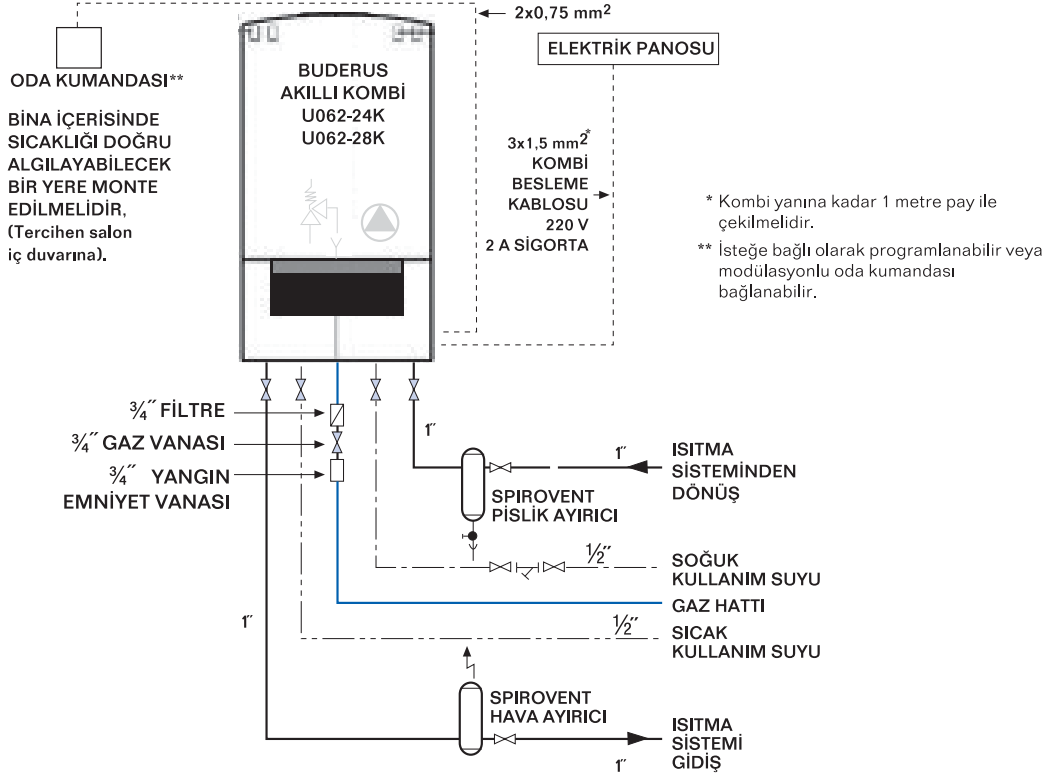 2x0,75 mm²
ELEKTRİK PANOSU
ODA KUMANDASI**
BİNA İÇERİSİNDE
SICAKLIĞI DOĞRU
ALGILAYABİLECEK
BİR YERE MONTE
EDİLMELİDİR,
(Tercihen salon
iç duvarına).
BUDERUS
AKILLI KOMBİ
U062-24K
U062-28K
3x1,5 mm²*
KOMBİ
BESLEME
KABLOSU
220 V
2 A SİGORTA
* Kombi yanına kadar 1 metre pay ile
çekilmelidir.
** İsteğe bağlı olarak programlanabilir veya
modülasyonlu oda kumandası
bağlanabilir.
¾″ FİLTRE
¾″ GAZ VANASI
¾″ YANGIN
EMNİYET VANASI
1″
1″
ISITMA
SİSTEMİNDEN
DÖNÜŞ
SPIROVENT
PİSLİK AYIRICI
½″
SOĞUK
KULLANIM SUYU
GAZ HATTI
1″
½″
SICAK
KULLANIM SUYU
SPIROVENT
HAVA AYIRICI
1″
ISITMA
SİSTEMİ
GİDİŞ